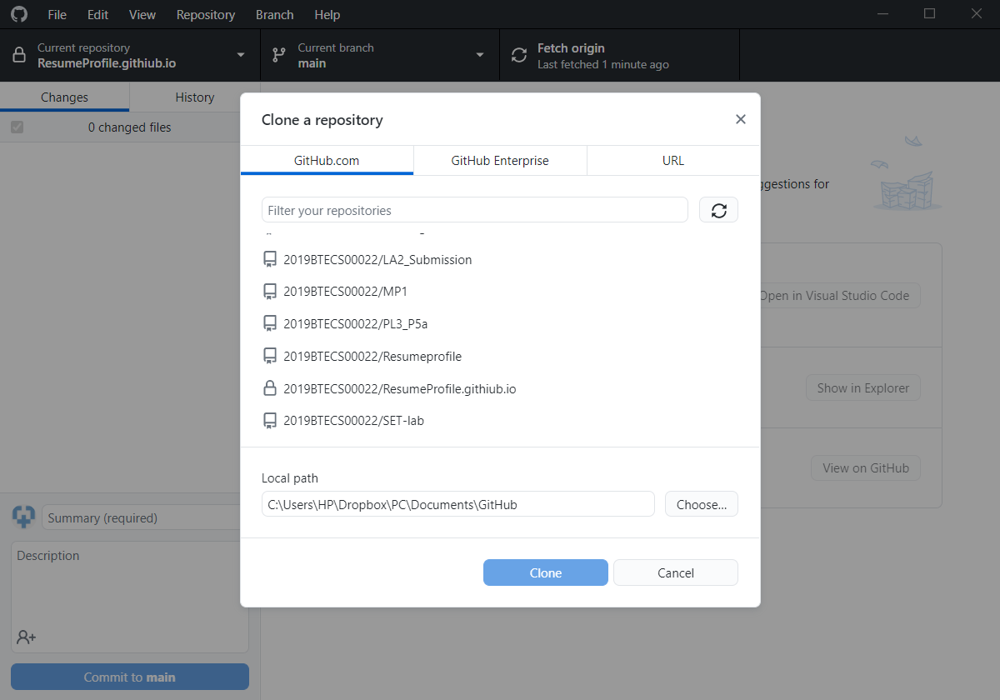 File Edit View Repository Branch Help
Current repository
ResumeProfile.githiub.io
Current branch
main
Fetch origin
Last fetched 1 minute ago
Changes History
0 changed files
Clone a repository
GitHub.com GitHub Enterprise URL
Filter your repositories
2019BTECS00022/LA2_Submission
2019BTECS00022/MP1
2019BTECS00022/PL3_P5a
2019BTECS00022/Resumeprofile
2019BTECS00022/ResumeProfile.githiub.io
2019BTECS00022/SET-lab
Local path
C:\Users\HP\Dropbox\PC\Documents\GitHub Choose...
Clone Cancel
ggestions for
Open in Visual Studio Code
Show in Explorer
View on GitHub
Summary (required)
Description
Commit to main